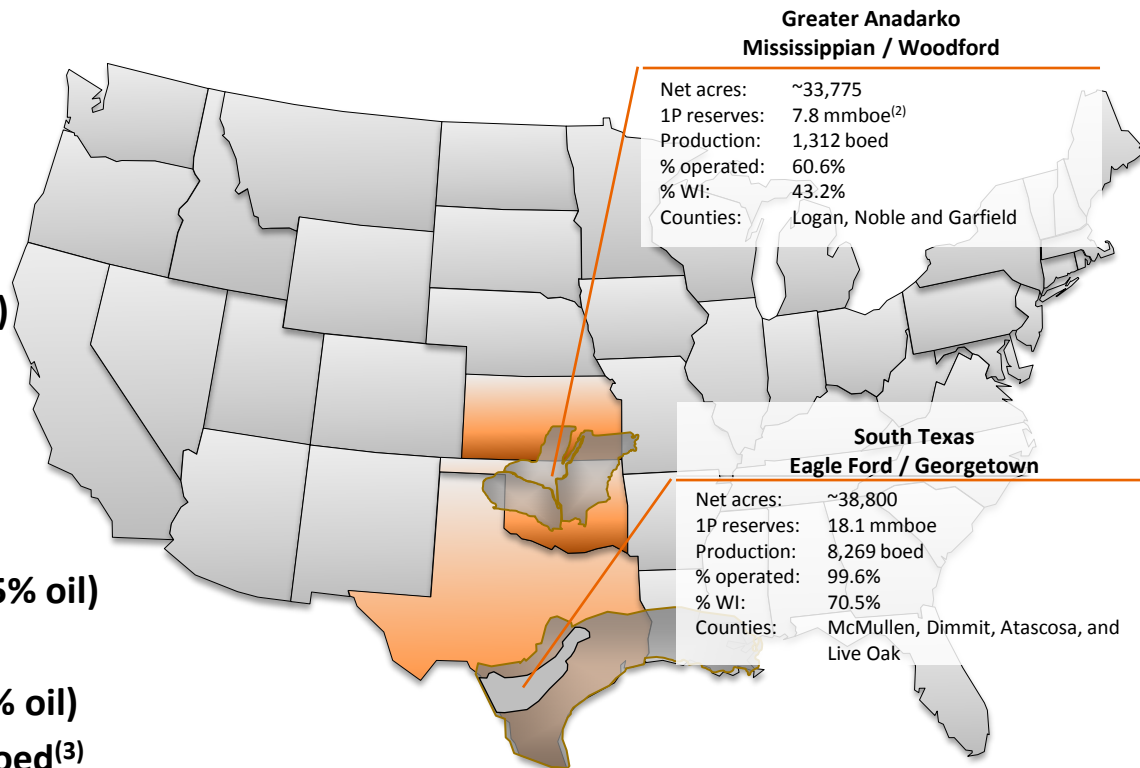 Greater Anadarko
Mississippian / Woodford
Net acres: ~33,775
1P reserves: 7.8 mmboe(2)
Production: 1,312 boed
% operated: 60.6%
% WI: 43.2%
Counties: Logan, Noble and Garfield
)
South Texas
Eagle Ford / Georgetown
Net acres: ~38,800
1P reserves: 18.1 mmboe
Production: 8,269 boed
% operated: 99.6%
% WI: 70.5%
Counties: McMullen, Dimmit, Atascosa, and
Live Oak
5% oil)
% oil)
oed(3)